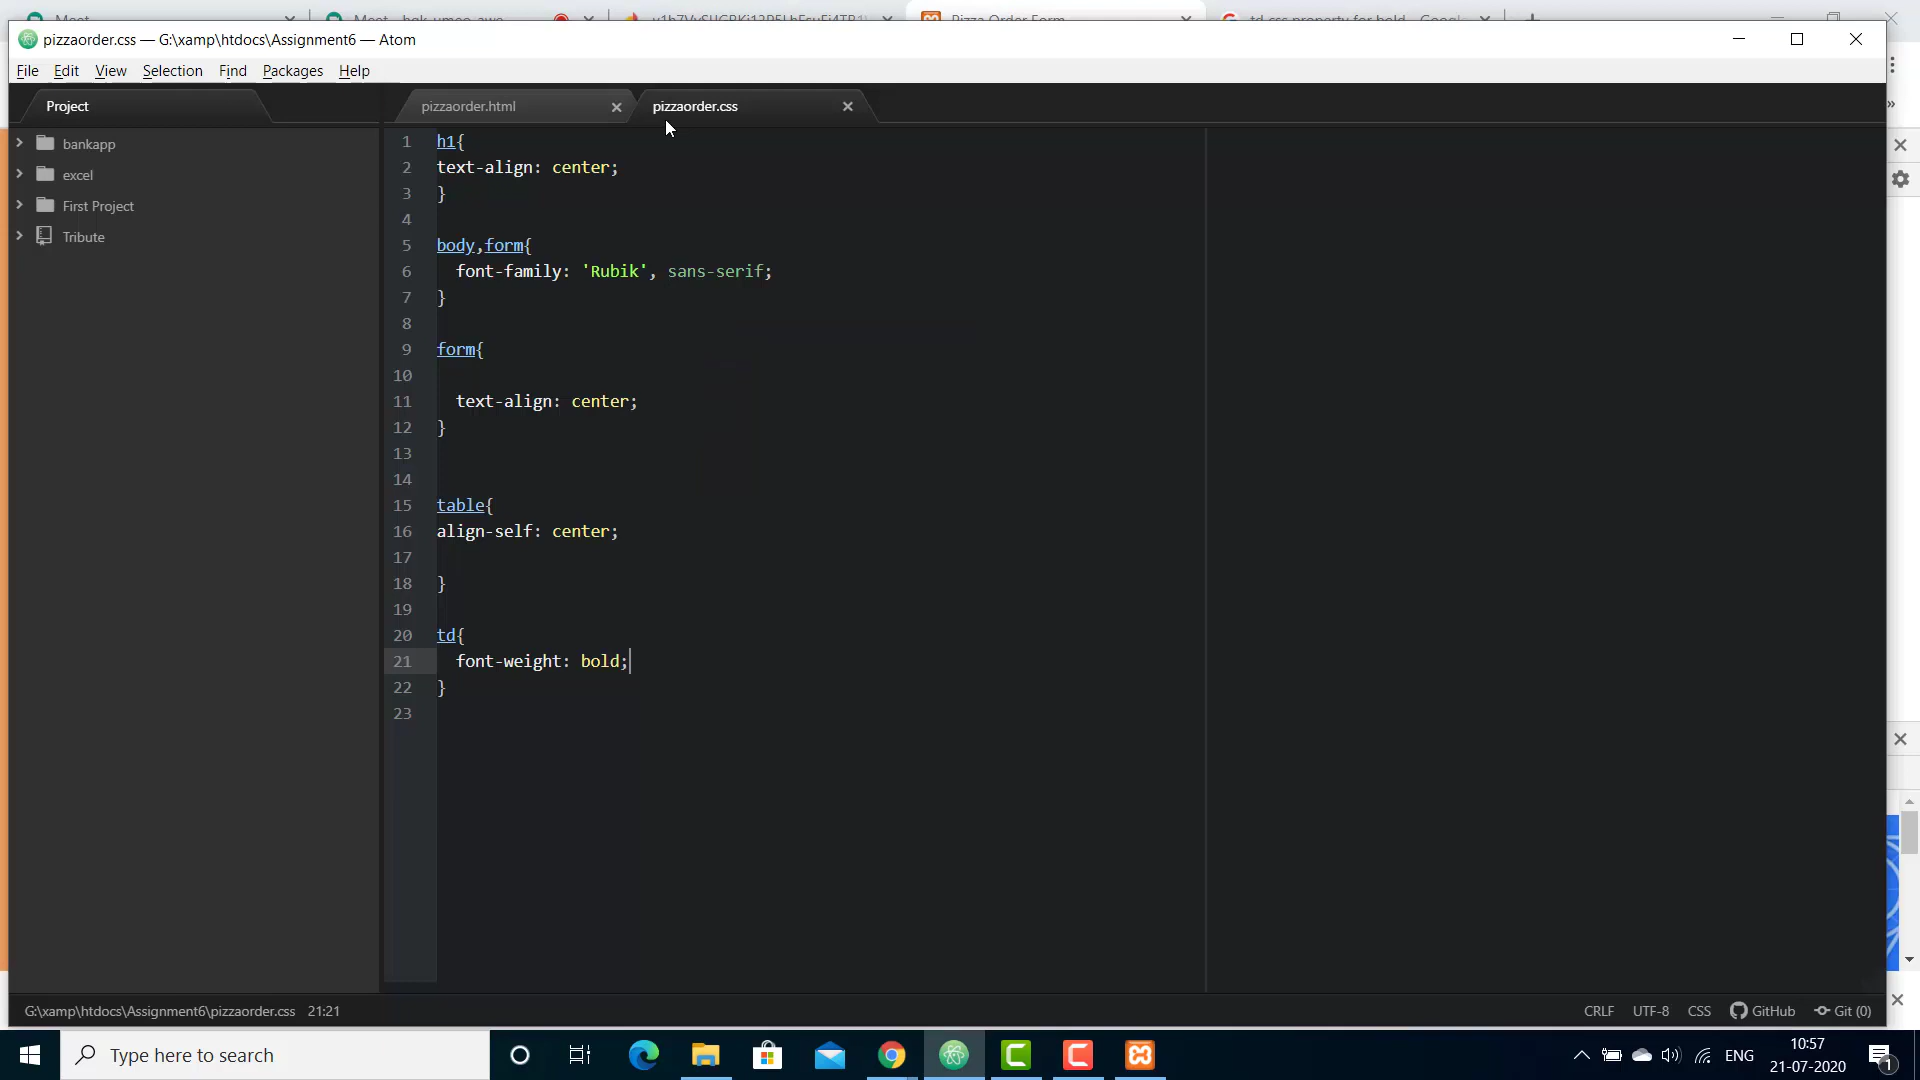 pizzaorder.css — G:\xamp\htdocs\Assignment6 — Atom
File Edit View Selection Find Packages Help
Project
pizzaorder.html
pizzaorder.css
bankapp
excel
First Project
Tribute
1 h1{
2 text-align: center;
3 }
4
5 body,form{
6 font-family: 'Rubik', sans-serif;
7 }
8
9 form{
10
11 text-align: center;
12 }
13
14
15 table{
16 align-self: center;
17
18 }
19
20 td{
21 font-weight: bold;
22 }
23
G:\xamp\htdocs\Assignment6\pizzaorder.css 21:21
CRLF UTF-8 CSS GitHub Git (0)
Type here to search
ENG
10:57
21-07-2020
1